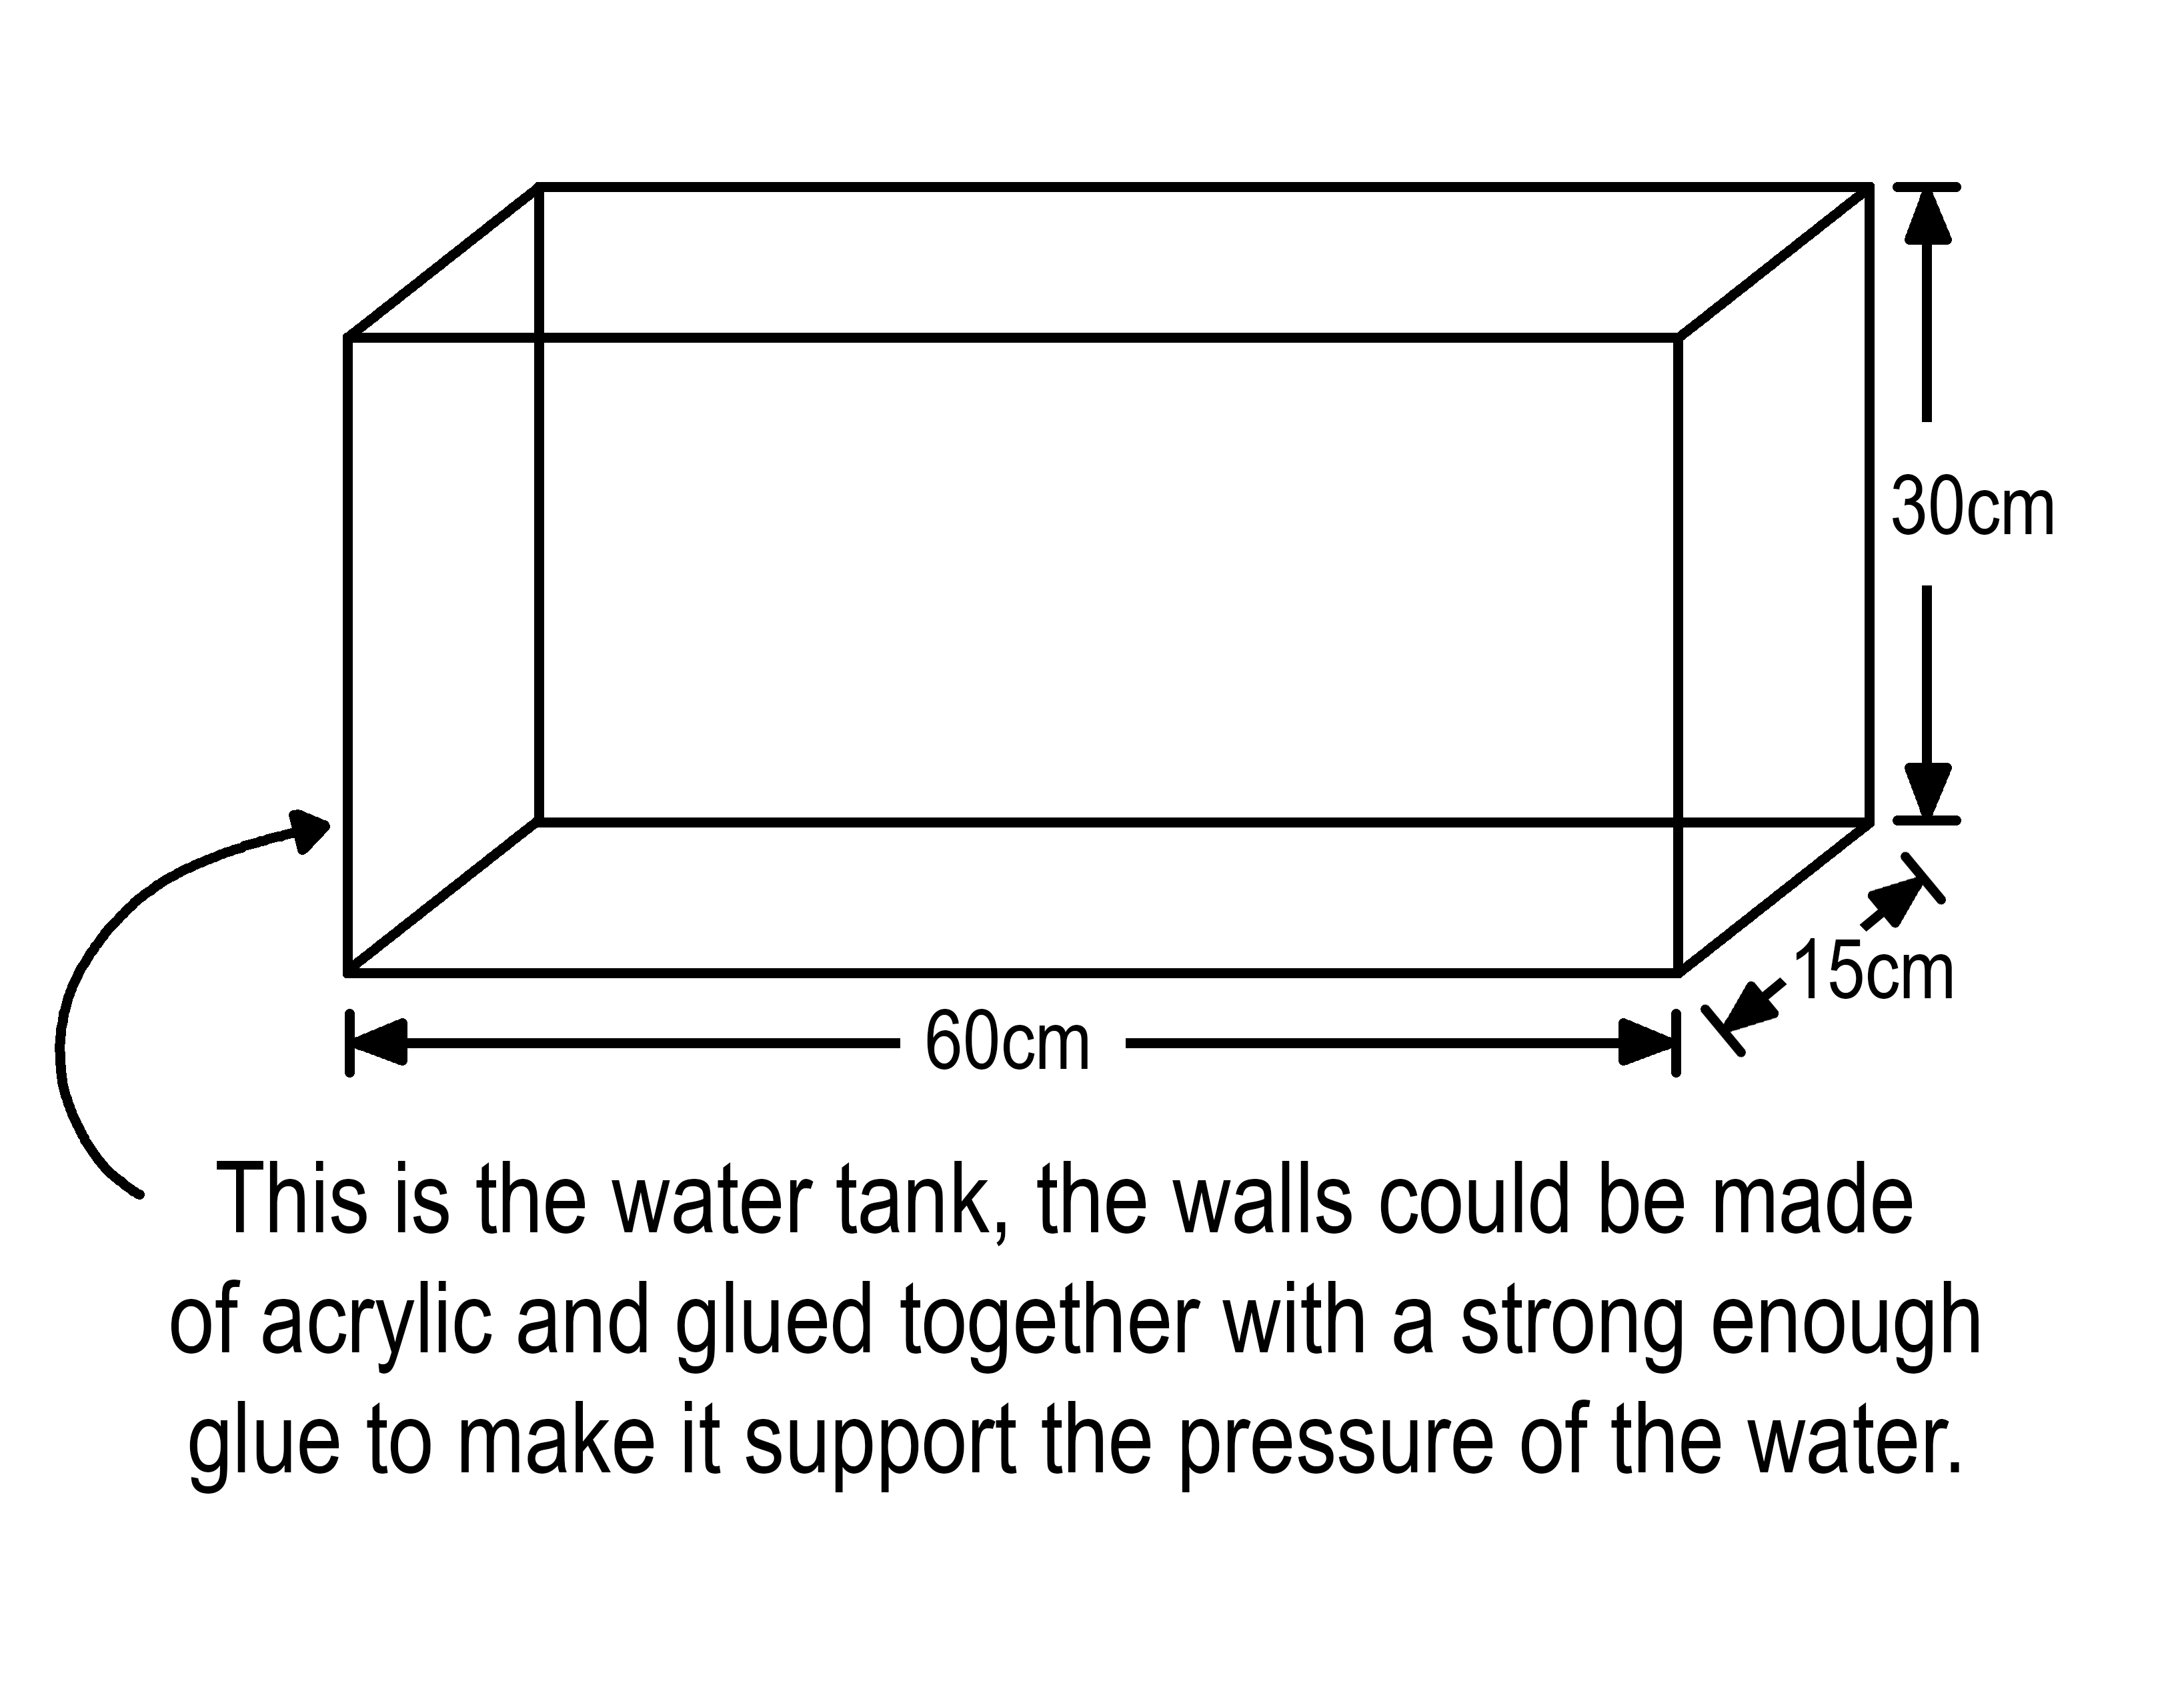 30cm
15cm
60cm
This is the water tank, the walls could be made
of acrylic and glued together with a strong enough
glue to make it support the pressure of the water.